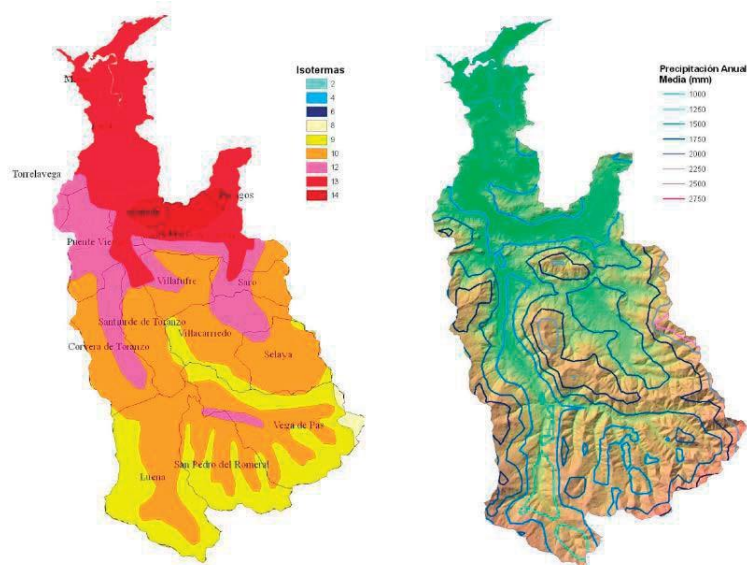 Isotermas
2
4
6
8
9
10
12
13
14
Torrelavega
Puente
Villafufre
Saro
Santiurde de Toranzo
Villacarriedo
Corvera de Toranzo
Selaya
Vega de Pas
San Pedro del Romeral
Luena
Precipitación Anual
Media (mm)
1000
1250
1500
1750
2000
2250
2500
2750